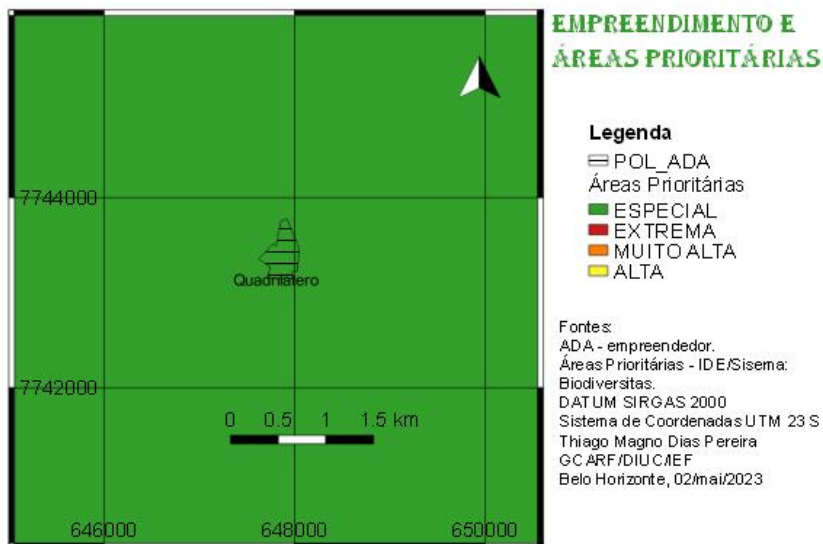 EMPREENDIMENTO E
ÁREAS PRIORITÁRIAS
Legenda
POL_ADA
Áreas Prioritárias
ESPECIAL
EXTREMA
MUITO ALTA
ALTA
7744000
Quadrilatero
7742000
0 0.5 1 1.5 km
646000 648000 650000
Fontes:
ADA - empreendedor.
Áreas Prioritárias - IDE/Sisema:
Biodiversitas.
DATUM SIRGAS 2000
Sistema de Coordenadas UTM 23 S
Thiago Magno Dias Pereira
GCARF/DIUC/IEF
Belo Horizonte, 02/mai/2023